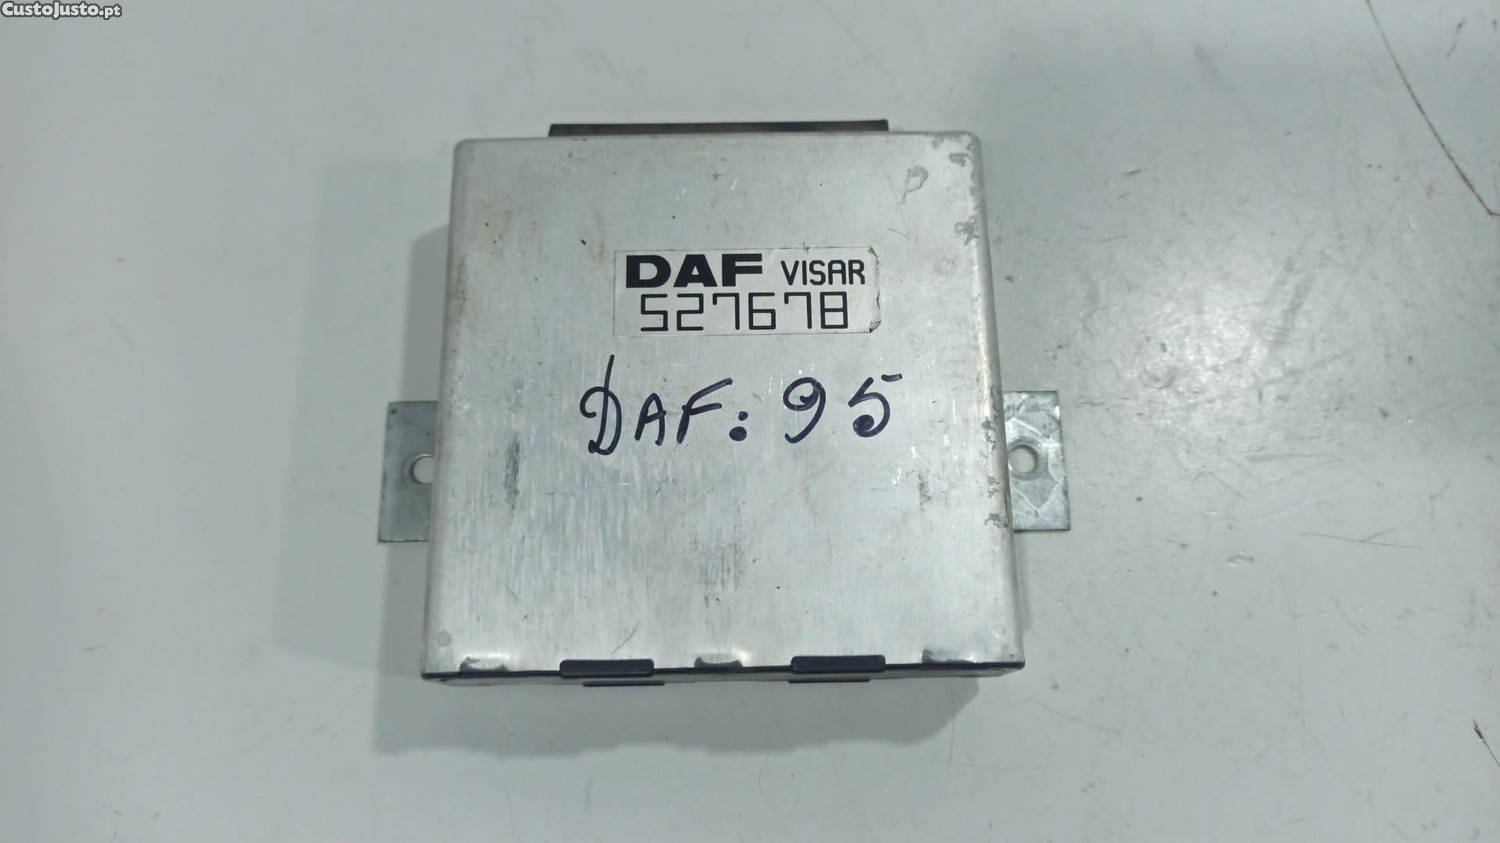 CustoJusto.pt
P
DAF VISAR
527678
DAF: 95